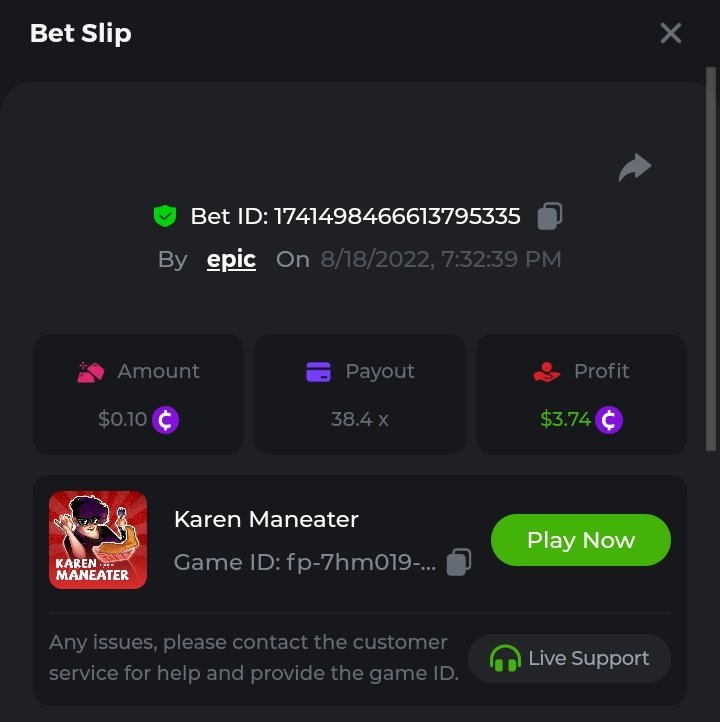 Bet Slip
Bet ID: 1741498466613795335
By epic On 8/18/2022, 7:32:39 PM
Amount
Payout
Profit
$0.10
38.4 x
$3.74
KAREN
MANEATER
Karen Maneater
Game ID: fp-7hm019-...
Play Now
Any issues, please contact the customer
service for help and provide the game ID.
Live Support